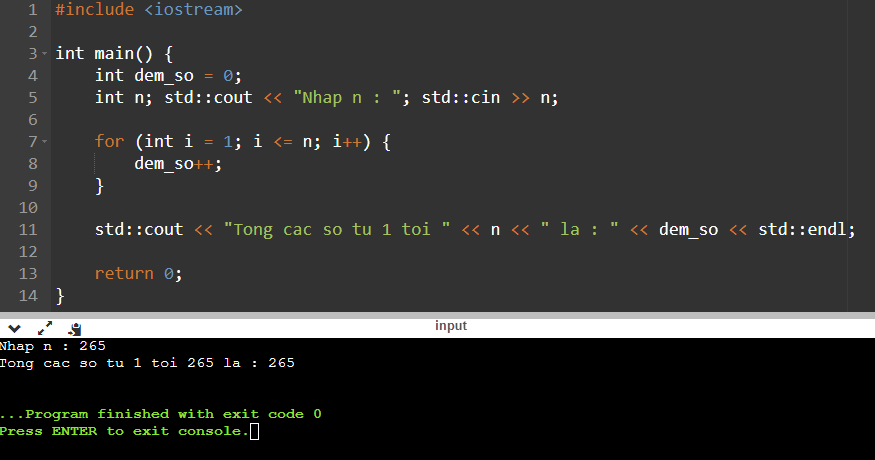 1 #include <iostream>
2
3 int main() {
4 int dem_so = 0;
5 int n; std::cout << "Nhap n : "; std::cin >> n;
6
7 for (int i = 1; i <= n; i++) {
8 dem_so++;
9 }
10
11 std::cout << "Tong cac so tu 1 toi " << n << " la : " << dem_so << std::endl;
12
13 return 0;
14 }
input
Nhap n : 265
Tong cac so tu 1 toi 265 la : 265
...Program finished with exit code 0
Press ENTER to exit console.